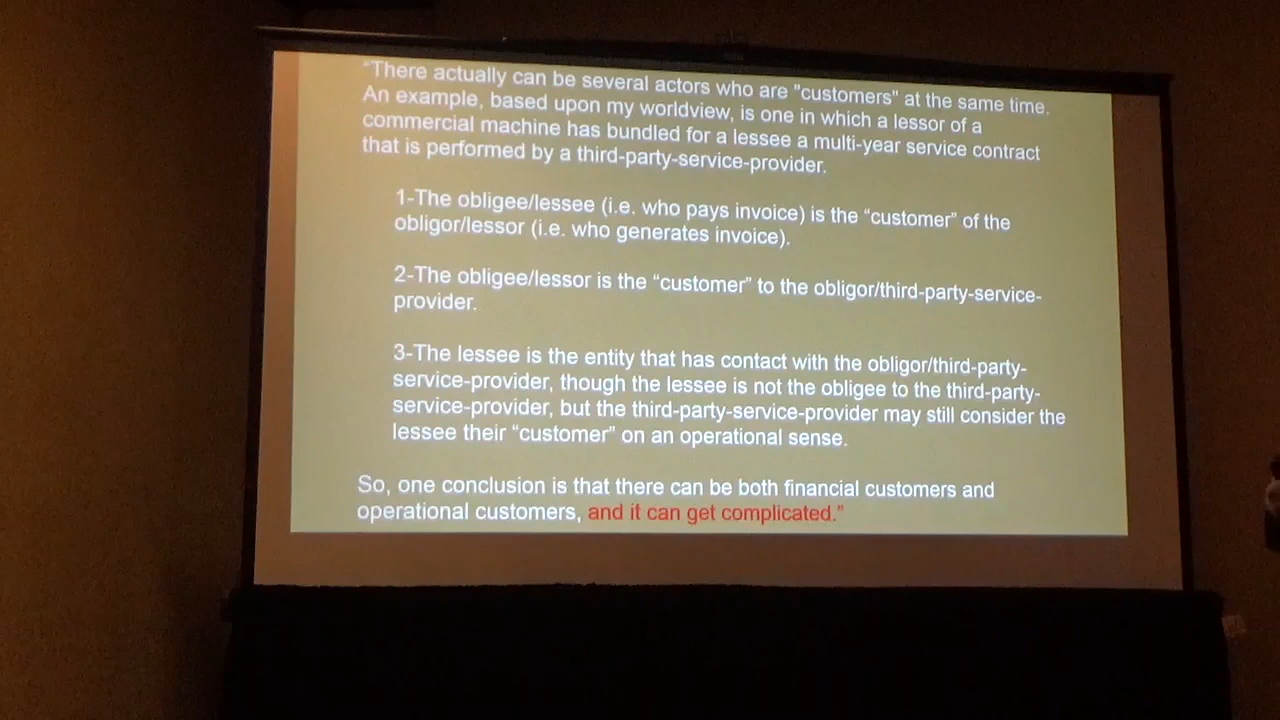 "There actually can be several actors who are "customers" at the same time.
An example, based upon my worldview, is one in which a lessor of a
commercial machine has bundled for a lessee a multi-year service contract
that is performed by a third-party-service-provider.
1-The obligee/lessee (i.e. who pays invoice) is the “customer” of the
obligor/lessor (i.e. who generates invoice).
2-The obligee/lessor is the “customer” to the obligor/third-party-service-
provider.
3-The lessee is the entity that has contact with the obligor/third-party-
service-provider, though the lessee is not the obligee to the third-party-
service-provider, but the third-party-service-provider may still consider the
lessee their “customer” on an operational sense.
So, one conclusion is that there can be both financial customers and
operational customers, and it can get complicated.”